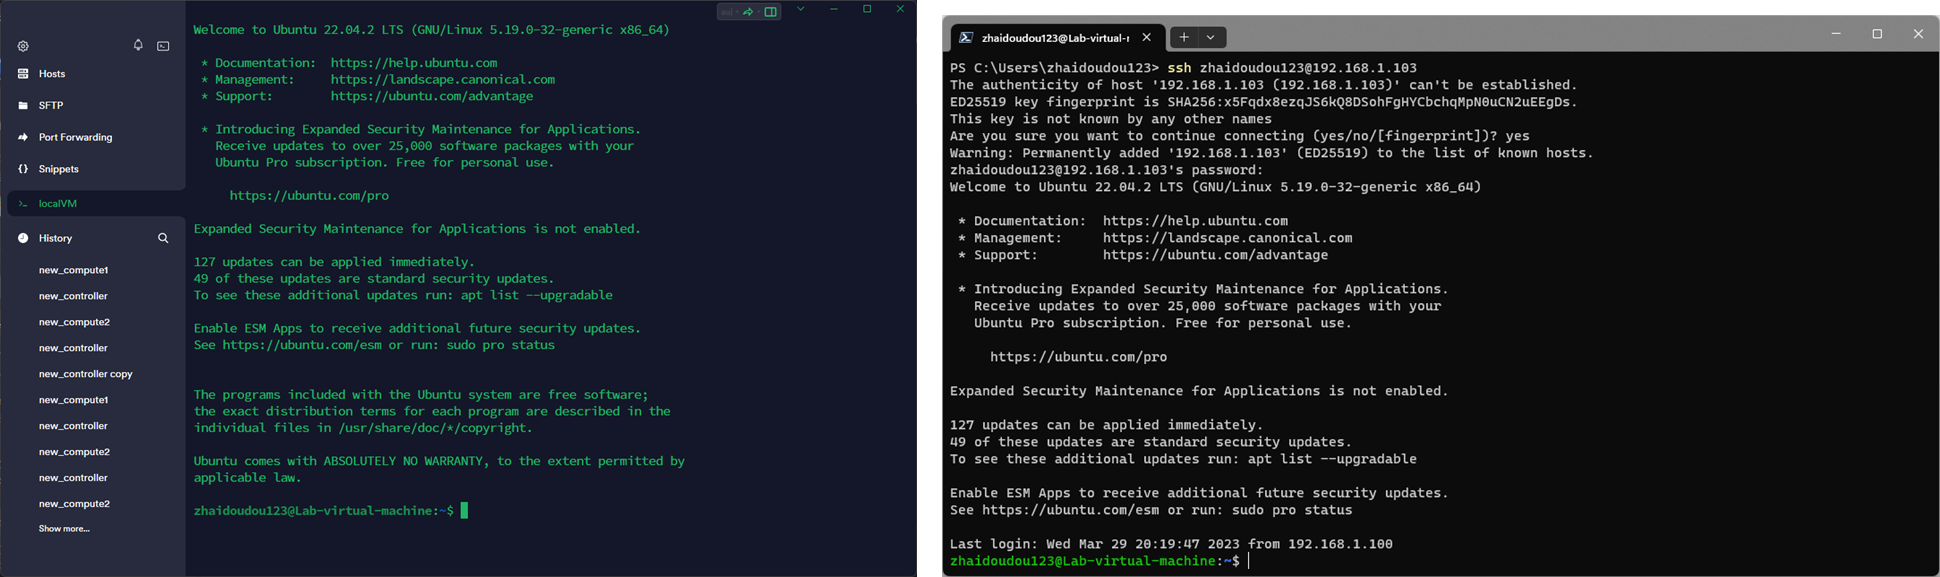 Hosts
SFTP
Port Forwarding
Snippets
localVM
History
new_compute1
new_controller
new_compute2
new_controller
new_controller copy
new_compute1
new_controller
new_compute2
new_controller
new_compute2
Show more...
Welcome to Ubuntu 22.04.2 LTS (GNU/Linux 5.19.0-32-generic x86_64)
* Documentation:  https://help.ubuntu.com
* Management:     https://landscape.canonical.com
* Support:        https://ubuntu.com/advantage
* Introducing Expanded Security Maintenance for Applications.
Receive updates to over 25,000 software packages with your
Ubuntu Pro subscription. Free for personal use.
https://ubuntu.com/pro
Expanded Security Maintenance for Applications is not enabled.
127 updates can be applied immediately.
49 of these updates are standard security updates.
To see these additional updates run: apt list --upgradable
Enable ESM Apps to receive additional future security updates.
See https://ubuntu.com/esm or run: sudo pro status
The programs included with the Ubuntu system are free software;
the exact distribution terms for each program are described in the
individual files in /usr/share/doc/*/copyright.
Ubuntu comes with ABSOLUTELY NO WARRANTY, to the extent permitted by
applicable law.
zhaidoudou123@Lab-virtual-machine:~$
zhaidoudou123@Lab-virtual-r
PS C:\Users\zhaidoudou123> ssh zhaidoudou123@192.168.1.103
The authenticity of host '192.168.1.103 (192.168.1.103)' can't be established.
ED25519 key fingerprint is SHA256:x5Fqdx8ezqJS6kQ8DSohFgHYCbchqMpN0uCN2uEEgDs.
This key is not known by any other names
Are you sure you want to continue connecting (yes/no/[fingerprint])? yes
Warning: Permanently added '192.168.1.103' (ED25519) to the list of known hosts.
zhaidoudou123@192.168.1.103's password:
Welcome to Ubuntu 22.04.2 LTS (GNU/Linux 5.19.0-32-generic x86_64)
* Documentation:  https://help.ubuntu.com
* Management:     https://landscape.canonical.com
* Support:        https://ubuntu.com/advantage
* Introducing Expanded Security Maintenance for Applications.
Receive updates to over 25,000 software packages with your
Ubuntu Pro subscription. Free for personal use.
https://ubuntu.com/pro
Expanded Security Maintenance for Applications is not enabled.
127 updates can be applied immediately.
49 of these updates are standard security updates.
To see these additional updates run: apt list --upgradable
Enable ESM Apps to receive additional future security updates.
See https://ubuntu.com/esm or run: sudo pro status
Last login: Wed Mar 29 20:19:47 2023 from 192.168.1.100
zhaidoudou123@Lab-virtual-machine:~$